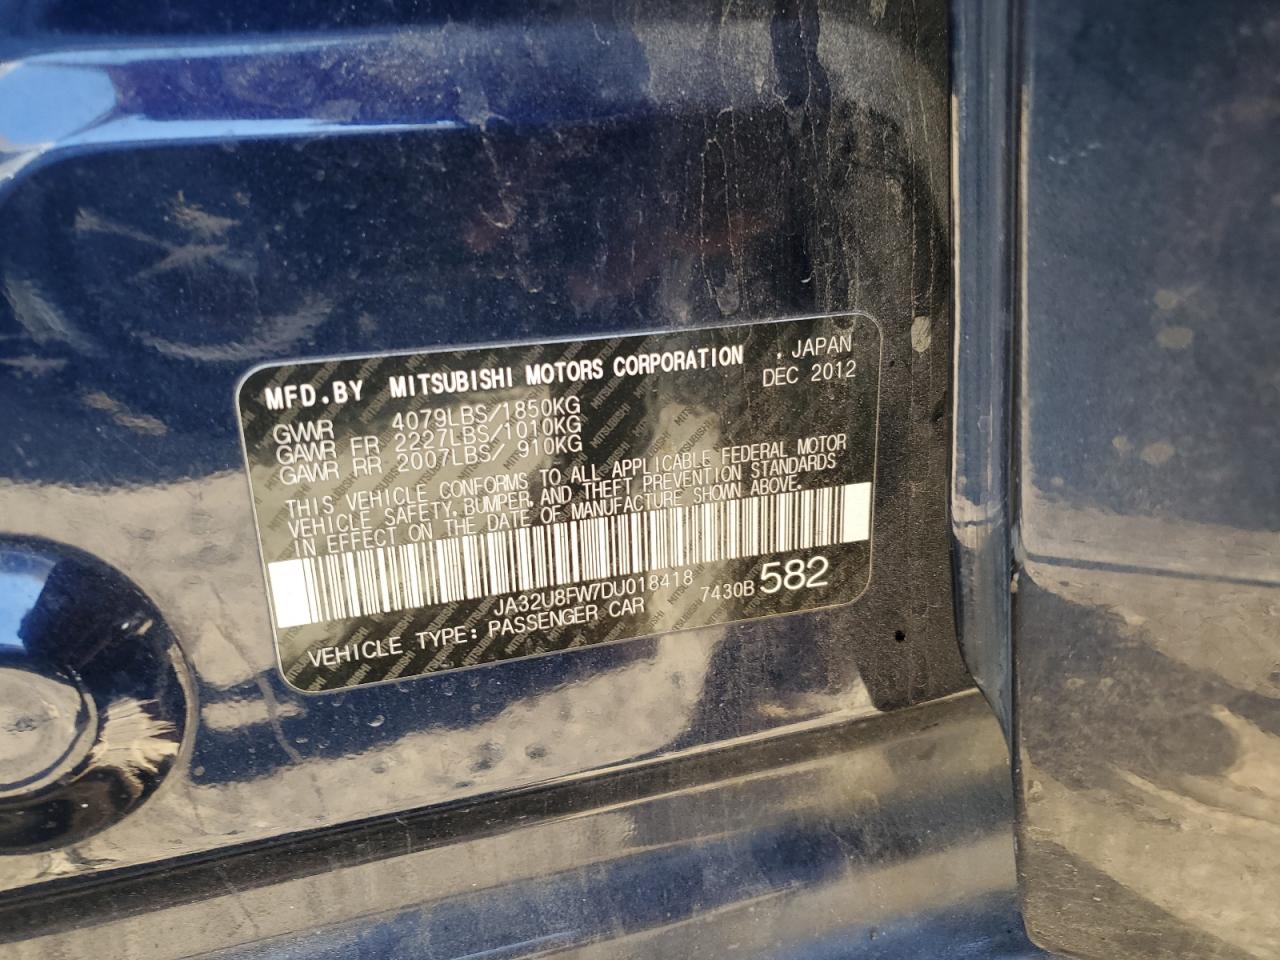 MFD.BY MITSUBISHI MOTORS CORPORATION , JAPAN
DEC 2012
GVWR 4079LBS/1850KG
GAWR FR 2227LBS/1010KG
GAWR RR 2007LBS/ 910KG
THIS VEHICLE CONFORMS TO ALL APPLICABLE FEDERAL MOTOR
VEHICLE SAFETY, BUMPER, AND THEFT PREVENTION STANDARDS
IN EFFECT ON THE DATE OF MANUFACTURE SHOWN ABOVE.
JA32U8FW7DU018418 7430B 582
VEHICLE TYPE: PASSENGER CAR